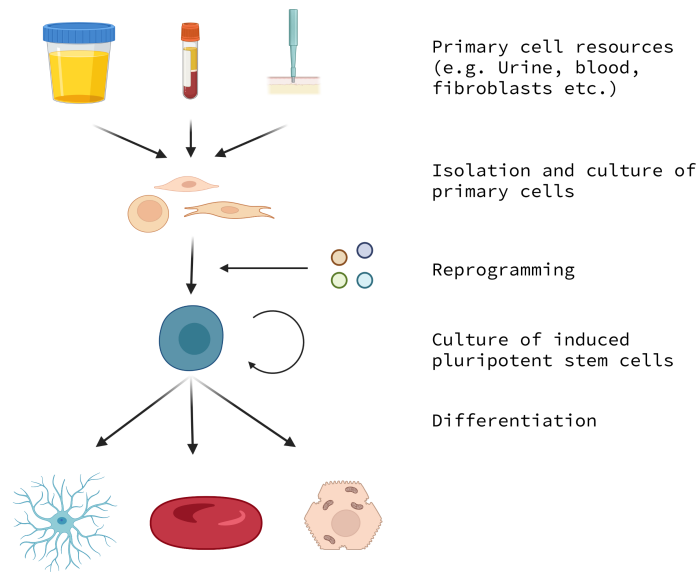 Primary cell resources
(e.g. Urine, blood,
fibroblasts etc.)
Isolation and culture of
primary cells
Reprogramming
Culture of induced
pluripotent stem cells
Differentiation